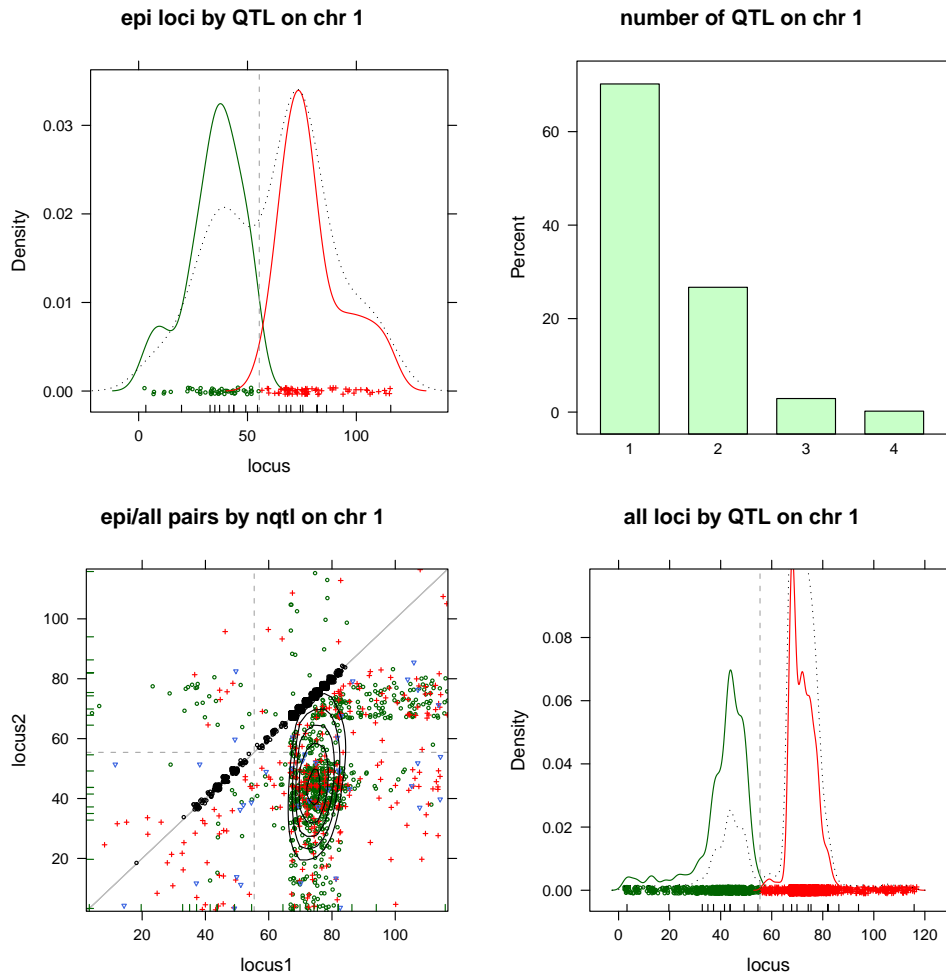 epi loci by QTL on chr 1
Density
0.03
0.02
0.01
0.00
0 50 100
locus
number of QTL on chr 1
Percent
60
40
20
0
1 2 3 4
epi/all pairs by nqtl on chr 1
locus2
100
80
60
40
20
20 40 60 80 100
locus1
all loci by QTL on chr 1
Density
0.08
0.06
0.04
0.02
0.00
0 20 40 60 80 100 120
locus